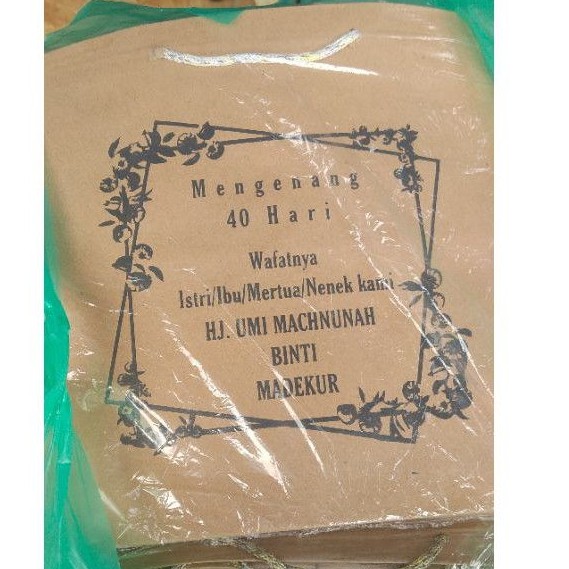 Mengenang
40 Hari
Wafatnya
Istri/Ibu/Mertua/Nenek kami
HJ. UMI MACHNUNAH
BINTI
MADEKUR